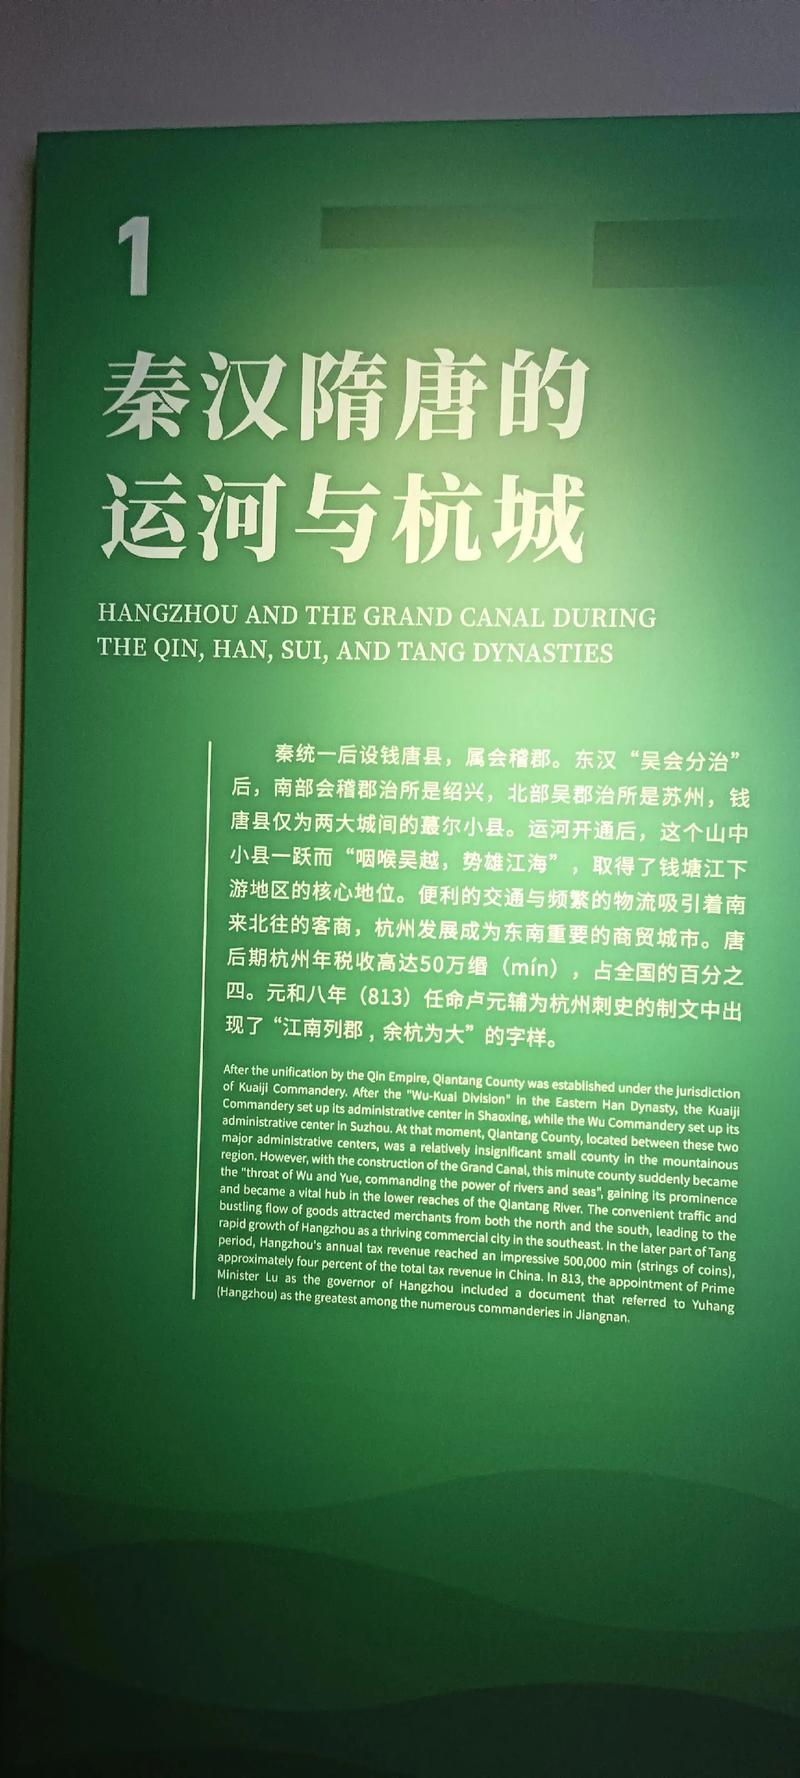 1
秦汉隋唐的
运河与杭城
HANGZHOU AND THE GRAND CANAL DURING
THE QIN, HAN, SUI, AND TANG DYNASTIES
秦统一后设钱唐县，属会稽郡。东汉“吴会分治”
后，南部会稽郡治所是绍兴，北部吴郡治所是苏州，钱
唐县仅为两大城间的蕞尔小县。运河开通后，这个山中
小县一跃而“咽喉吴越，势雄江海”，取得了钱塘江下
游地区的核心地位。便利的交通与频繁的物流吸引着南
来北往的客商，杭州发展成为东南重要的商贸城市。唐
后期杭州年税收高达50万缗（mín），占全国的百分之
四。元和八年（813）任命卢元辅为杭州刺史的制文中出
现了“江南列郡，余杭为大”的字样。
After the unification by the Qin Empire, Qiantang County was established under the jurisdiction
of Kuaiji Commandery. After the "Wu-Kuai Division" in the Eastern Han Dynasty, the Kuaiji
Commandery set up its administrative center in Shaoxing, while the Wu Commandery set up its
administrative center in Suzhou. At that moment, Qiantang County, located between these two
major administrative centers, was a relatively insignificant small county in the mountainous
region. However, with the construction of the Grand Canal, this minute county suddenly became
the "throat of Wu and Yue, commanding the power of rivers and seas", gaining its prominence
and became a vital hub in the lower reaches of the Qiantang River. The convenient traffic and
bustling flow of goods attracted merchants from both the north and the south, leading to the
rapid growth of Hangzhou as a thriving commercial city in the southeast. In the later part of Tang
period, Hangzhou's annual tax revenue reached an impressive 500,000 min (strings of coins),
approximately four percent of the total tax revenue in China. In 813, the appointment of Prime
Minister Lu as the governor of Hangzhou included a document that referred to Yuhang
(Hangzhou) as the greatest among the numerous commanderies in Jiangnan.